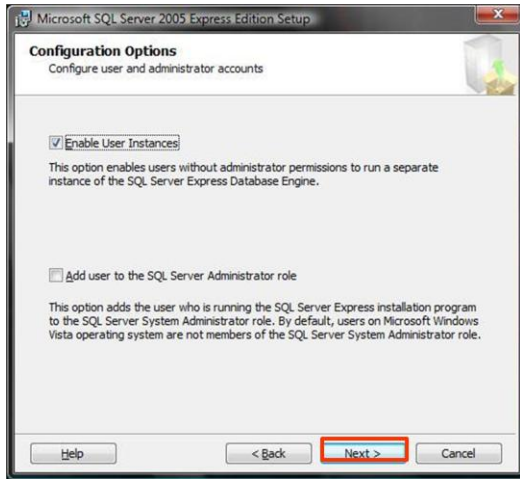 Microsoft SQL Server 2005 Express Edition Setup
Configuration Options
Configure user and administrator accounts
Enable User Instances
This option enables users without administrator permissions to run a separate
instance of the SQL Server Express Database Engine.
Add user to the SQL Server Administrator role
This option adds the user who is running the SQL Server Express installation program
to the SQL Server System Administrator role. By default, users on Microsoft Windows
Vista operating system are not members of the SQL Server System Administrator role.
Help
< Back
Next >
Cancel